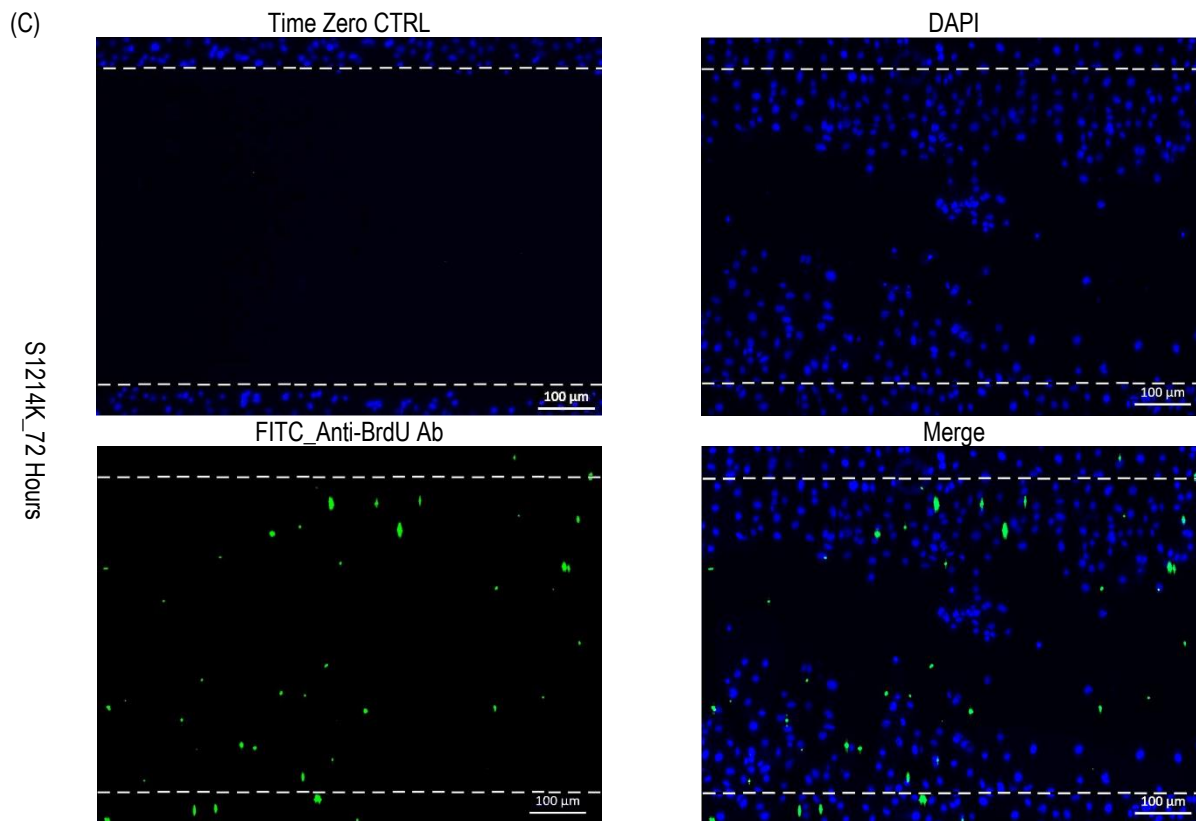 (C)
Time Zero CTRL
DAPI
100 µm
100 µm
S1214K_72 Hours
FITC_Anti-BrdU Ab
Merge
100 µm
100 µm